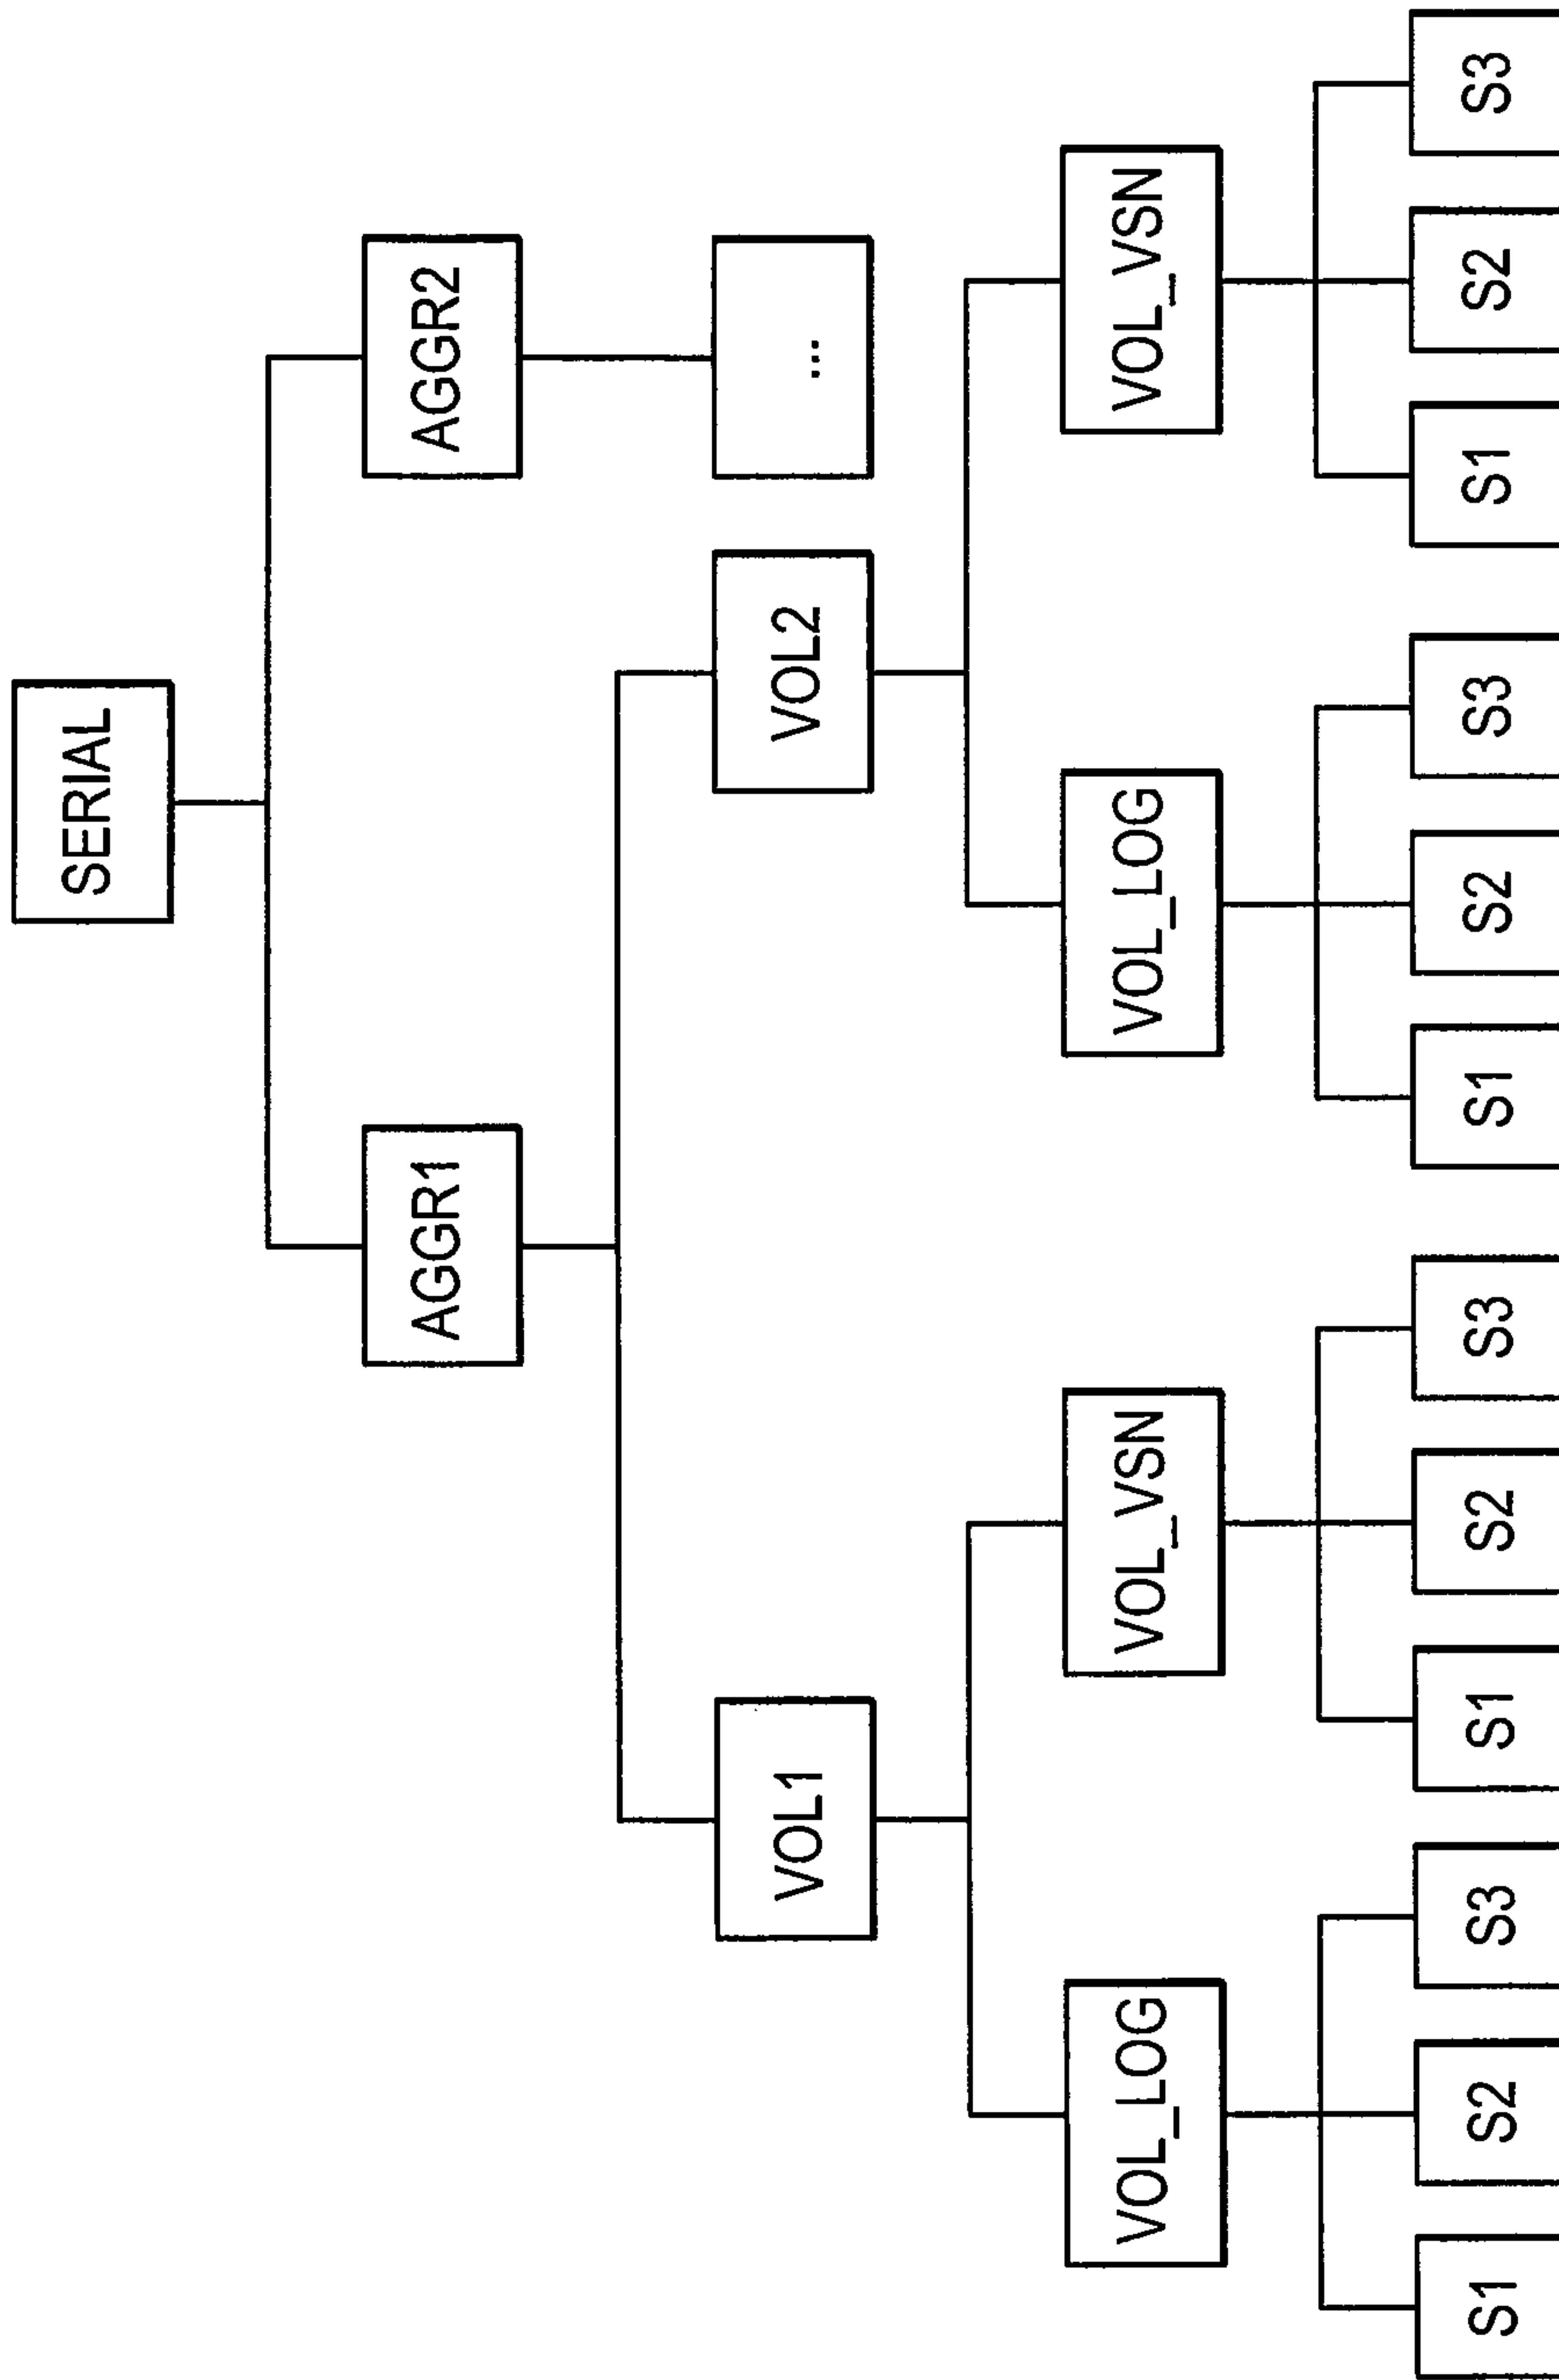 SERIAL
AGGR1
AGGR2
VOL1
VOL2
...
VOL_LOG
VOL_VSN
VOL_LOG
VOL_VSN
S1
S2
S3
S1
S2
S3
S1
S2
S3
S1
S2
S3